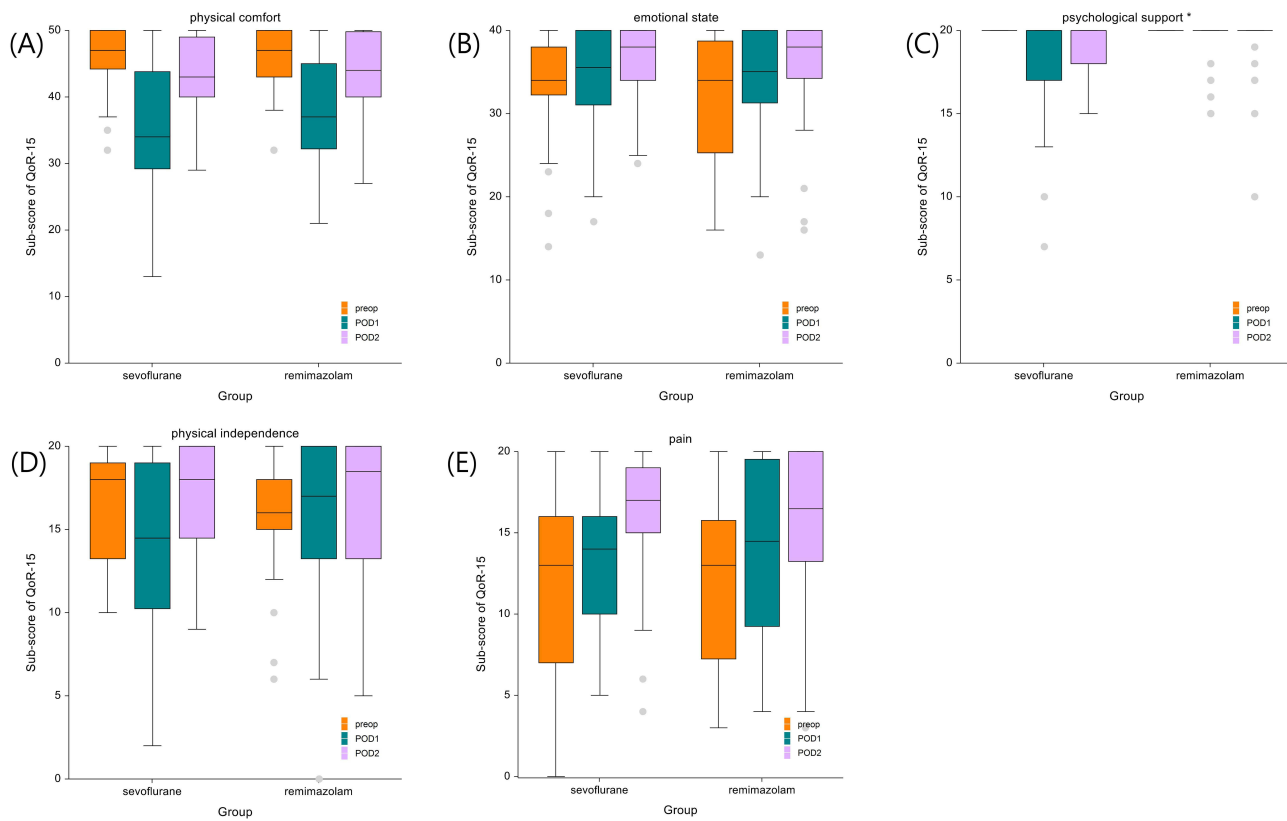 (A)
physical comfort
Sub-score of QoR-15
50
40
30
20
10
0
preop
POD1
POD2
sevoflurane
remimazolam
Group
(B)
emotional state
Sub-score of QoR-15
40
30
20
10
0
preop
POD1
POD2
sevoflurane
remimazolam
Group
(C)
psychological support *
Sub-score of QoR-15
20
15
10
5
0
preop
POD1
POD2
sevoflurane
remimazolam
Group
(D)
physical independence
Sub-score of QoR-15
20
15
10
5
0
preop
POD1
POD2
sevoflurane
remimazolam
Group
(E)
pain
Sub-score of QoR-15
20
15
10
5
0
preop
POD1
POD2
sevoflurane
remimazolam
Group